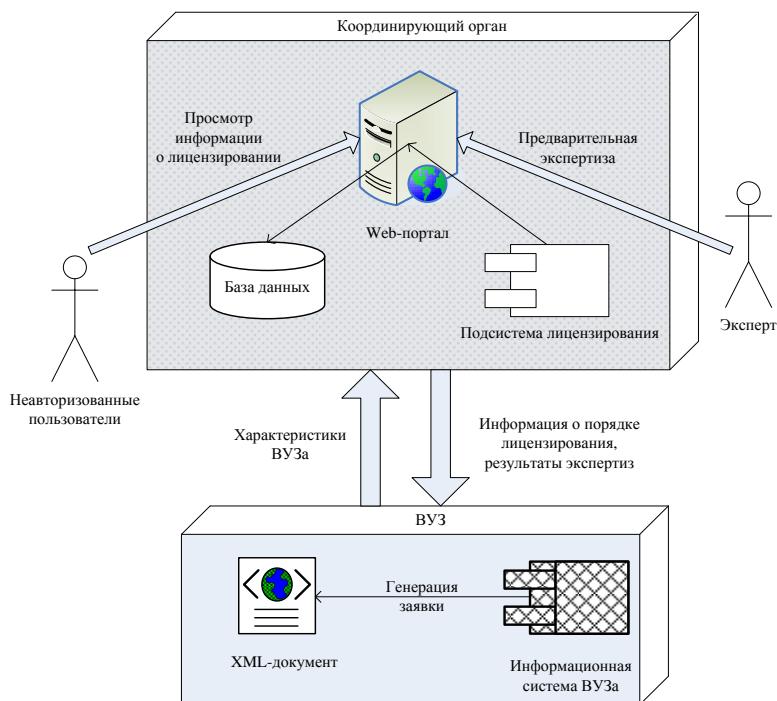 Координирующий орган
Просмотр
информации
о лицензировании
Предварительная
экспертиза
Web-портал
База данных
Подсистема лицензирования
Эксперт
Неавторизованные
пользователи
Характеристики
ВУЗа
Информация о порядке
лицензирования,
результаты экспертиз
ВУЗ
Генерация
заявки
XML-документ
Информационная
система ВУЗа